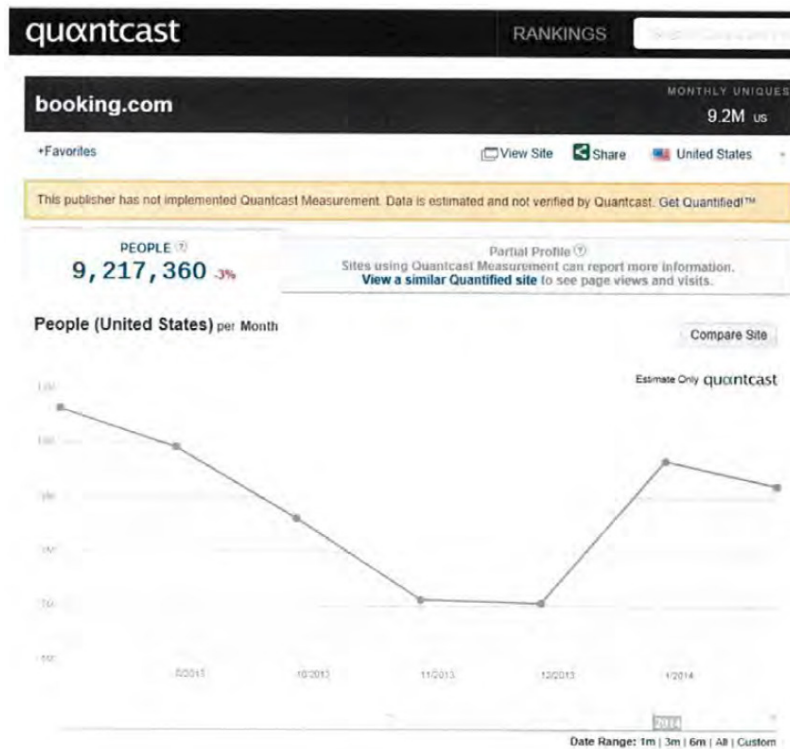 quantcast
RANKINGS
booking.com
MONTHLY UNIQUES
9.2M US
+Favorites
View Site
Share
United States
This publisher has not implemented Quantcast Measurement. Data is estimated and not verified by Quantcast. Get Quantified!™
PEOPLE
9,217,360 -3%
Partial Profile
Sites using Quantcast Measurement can report more information.
View a similar Quantified site to see page views and visits.
People (United States) per Month
Compare Site
Estimate Only quantcast
10/2013
11/2013
12/2013
1/2014
2014
Date Range: 1m | 3m | 6m | All | Custom